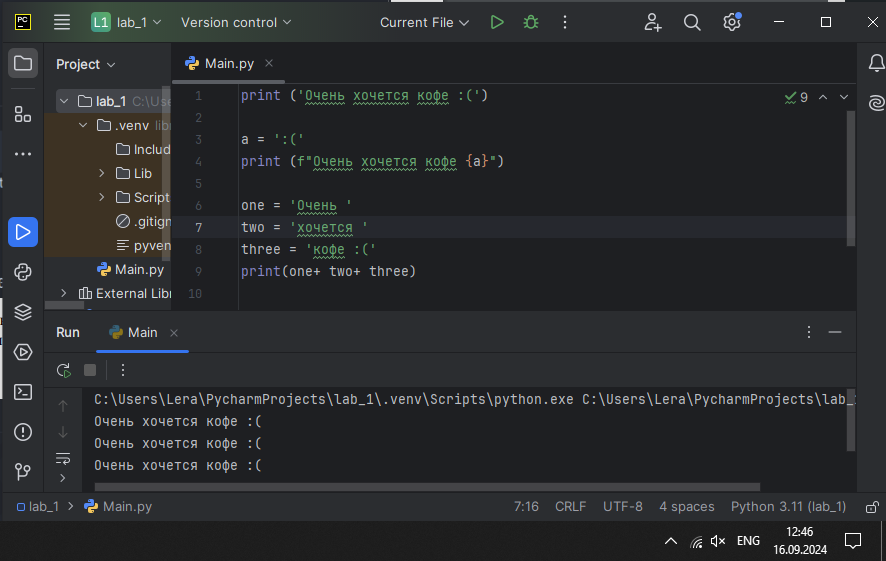 PC L1 lab_1 Version control Current File
Project
Main.py
lab_1 C:\Use
.venv lib
Includ
Lib
Script
.gitign
pyven
Main.py
External Libr
1 print ('Очень хочется кофе :(')
9
2
3 a = ':('
4 print (f"Очень хочется кофе {a}")
5
6 one = 'Очень '
7 two = 'хочется '
8 three = 'кофе :('
9 print(one+ two+ three)
10
Run Main
C:\Users\Lera\PycharmProjects\lab_1\.venv\Scripts\python.exe C:\Users\Lera\PycharmProjects\lab_1
Очень хочется кофе :(
Очень хочется кофе :(
Очень хочется кофе :(
lab_1 > Main.py 7:16 CRLF UTF-8 4 spaces Python 3.11 (lab_1)
ENG
12:46
16.09.2024